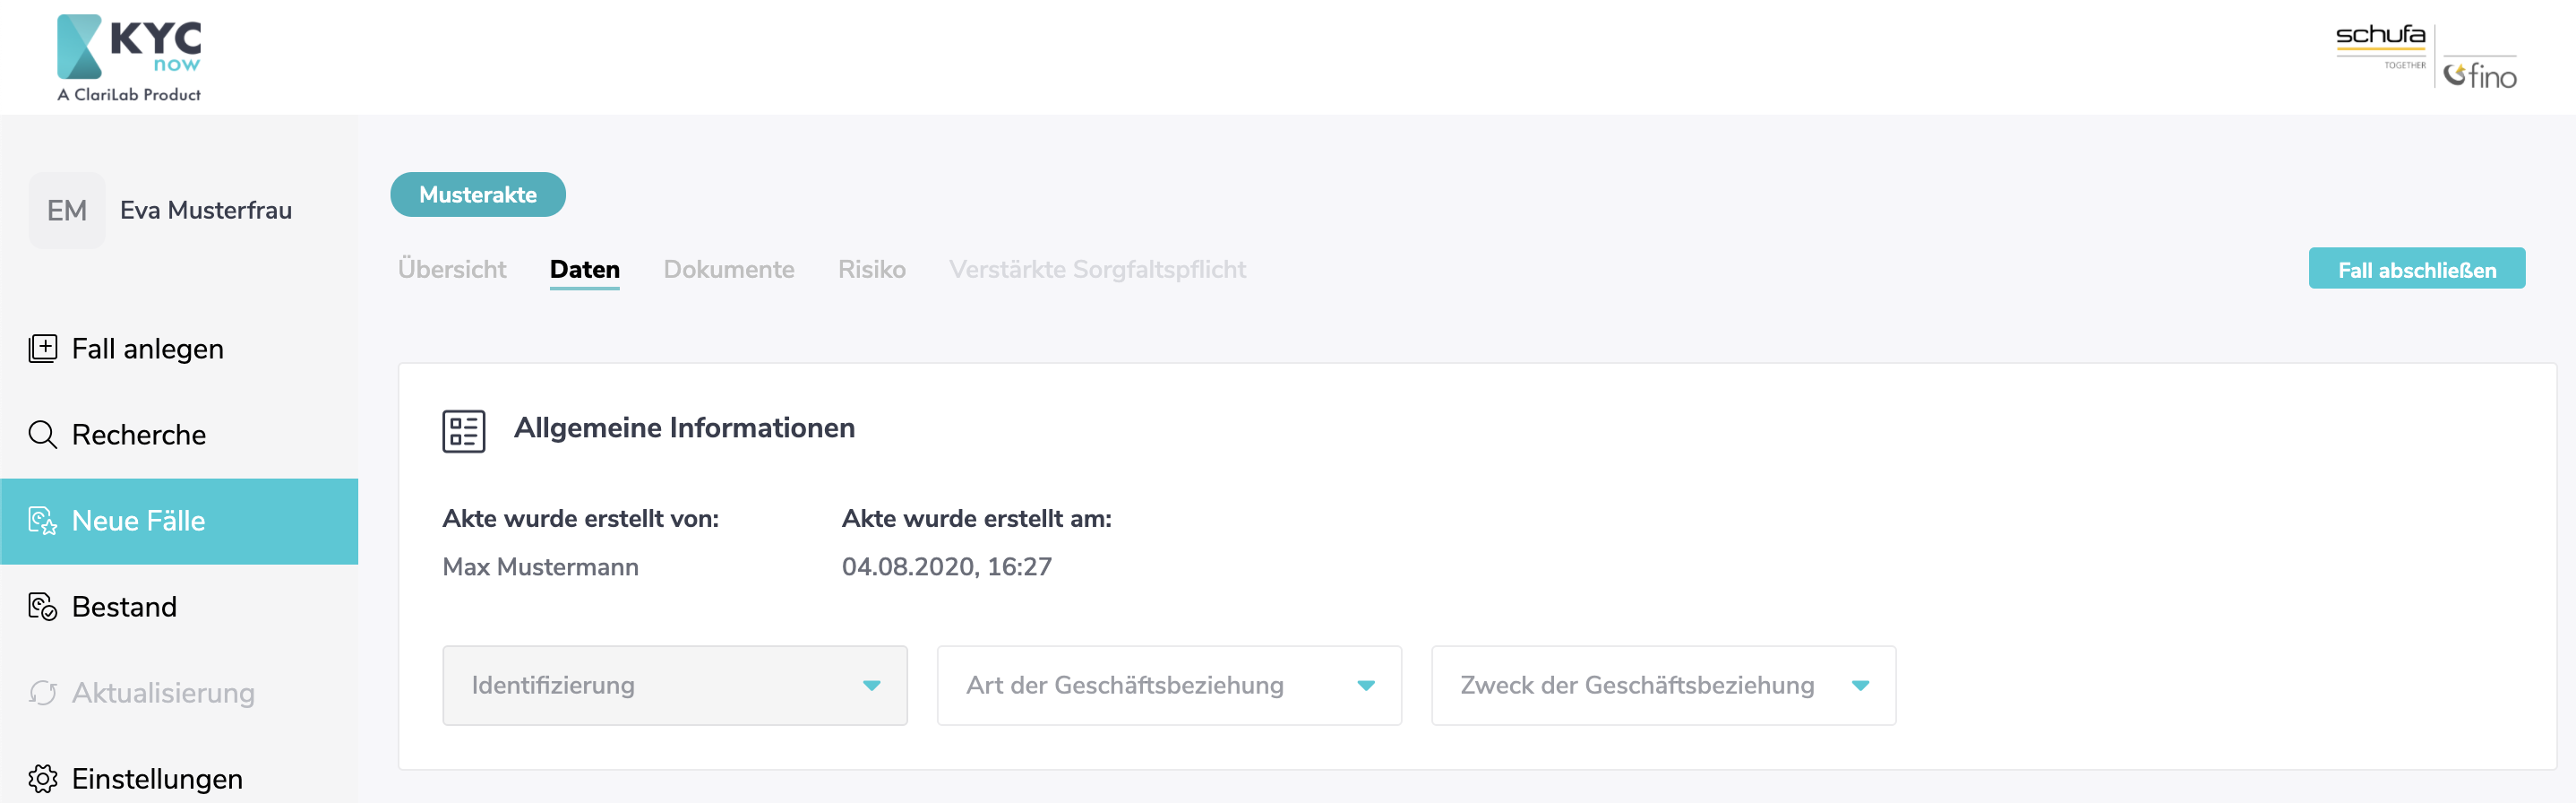 KYC
now
A ClariLab Product
schufa
TOGETHER
fino
EM
Eva Musterfrau
Fall anlegen
Recherche
Neue Fälle
Bestand
Aktualisierung
Einstellungen
Musterakte
Übersicht
Daten
Dokumente
Risiko
Verstärkte Sorgfaltspflicht
Fall abschließen
Allgemeine Informationen
Akte wurde erstellt von:
Max Mustermann
Akte wurde erstellt am:
04.08.2020, 16:27
Identifizierung
Art der Geschäftsbeziehung
Zweck der Geschäftsbeziehung